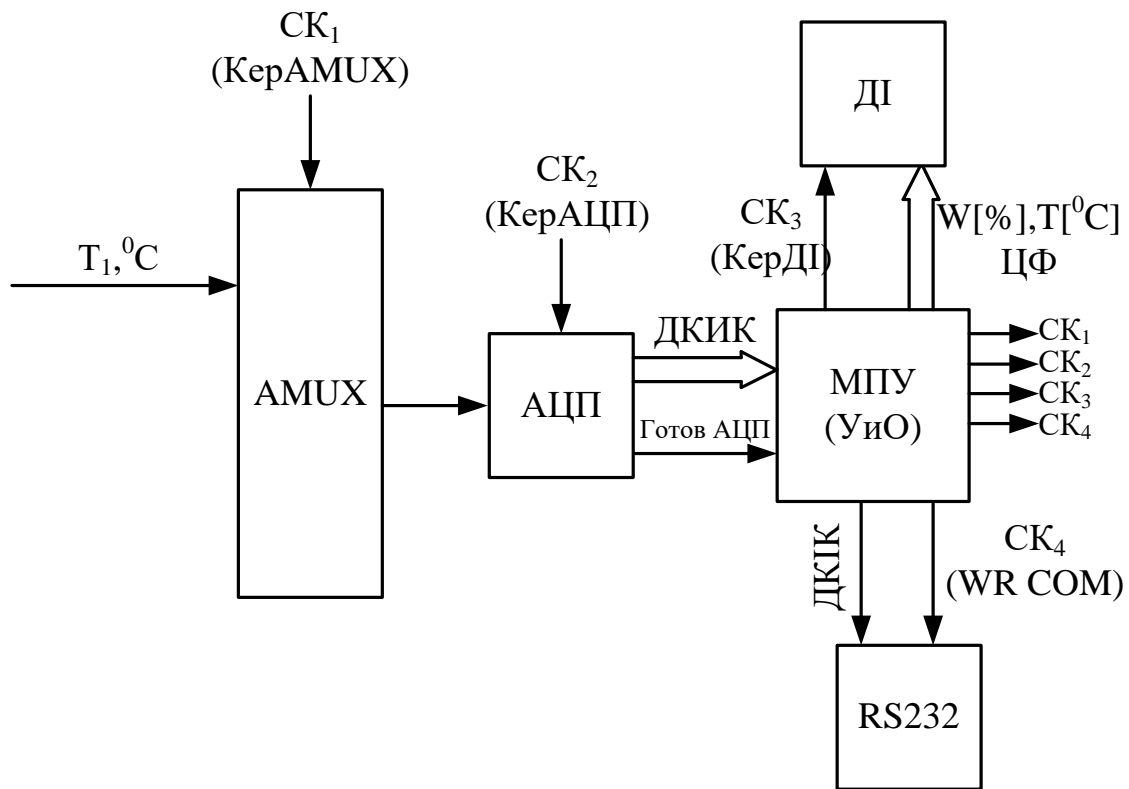 СК₁
(КерAMUX)
ДІ
СК₂
(КерАЦП)
СК₃
(КерДІ)
W[%],T[⁰C]
ЦФ
T₁,⁰C
AMUX
АЦП
ДКИК
Готов АЦП
МПУ
(УиО)
СК₁
СК₂
СК₃
СК₄
ДКІК
СК₄
(WR COM)
RS232